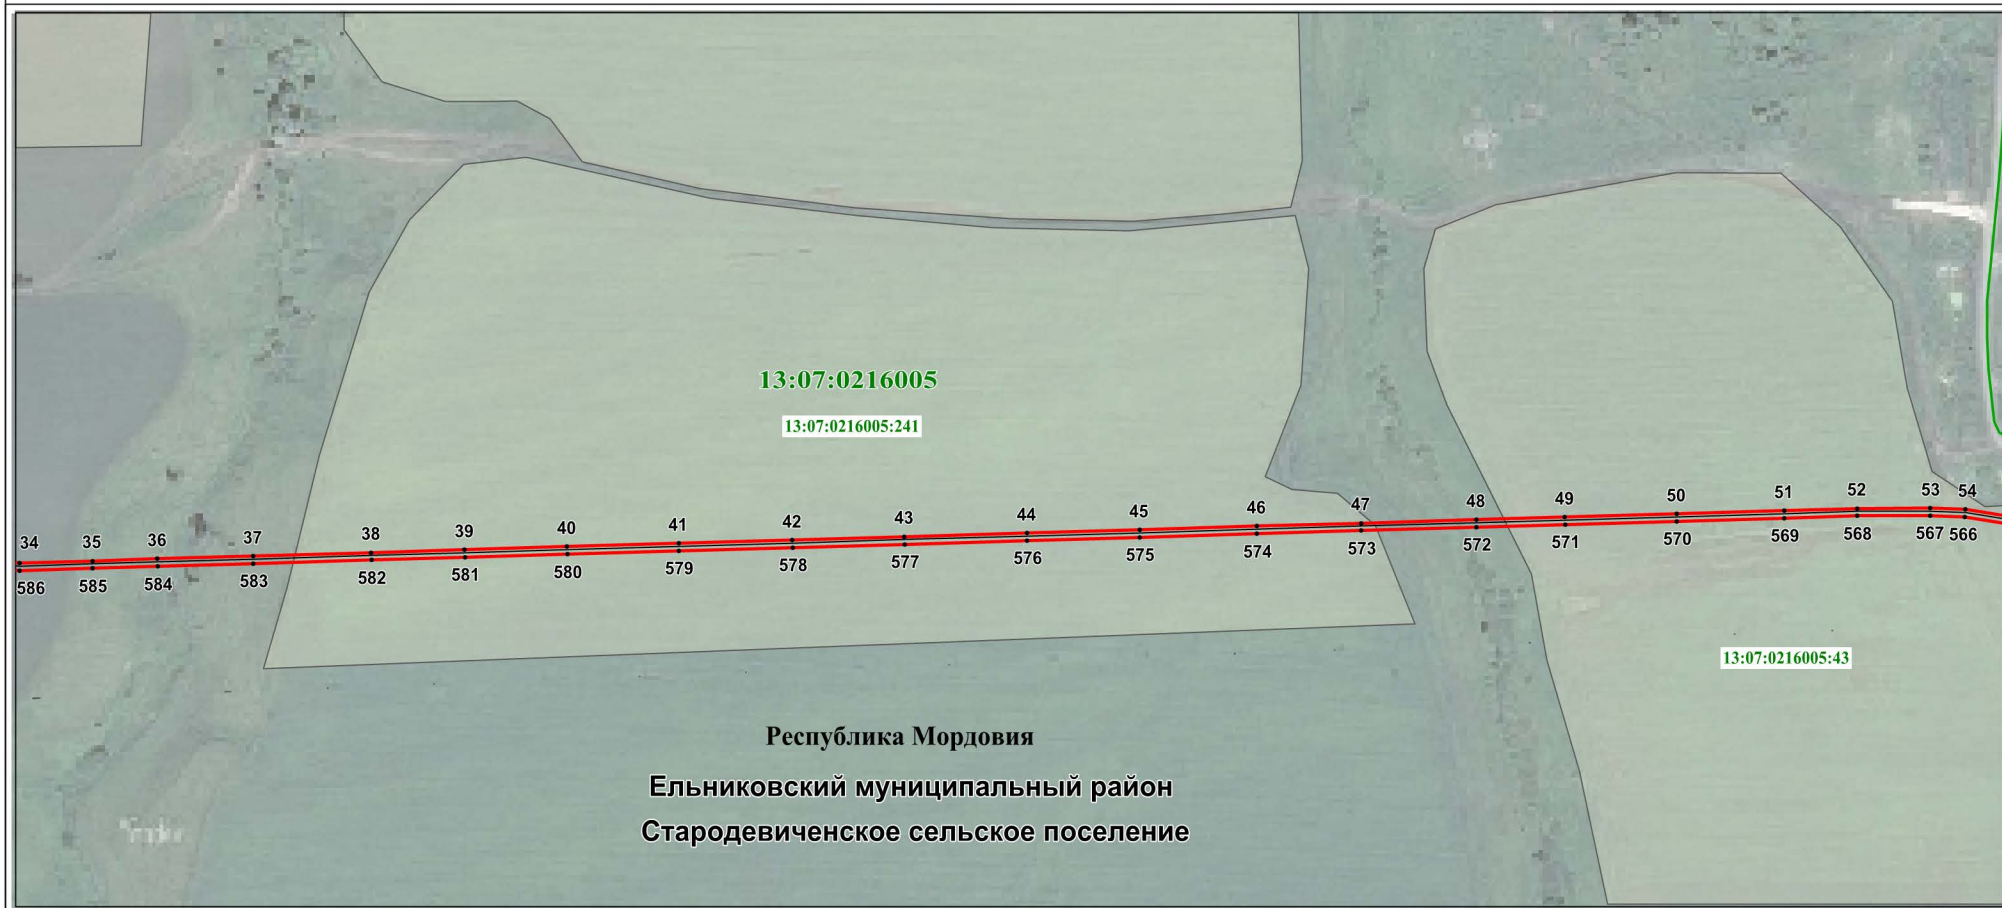 13:07:0216005
13:07:0216005:241
34 35 36 37 38 39 40 41 42 43 44 45 46 47 48 49 50 51 52 53 54
586 585 584 583 582 581 580 579 578 577 576 575 574 573 572 571 570 569 568 567 566
13:07:0216005:43
Республика Мордовия
Ельниковский муниципальный район
Стародевиченское сельское поселение